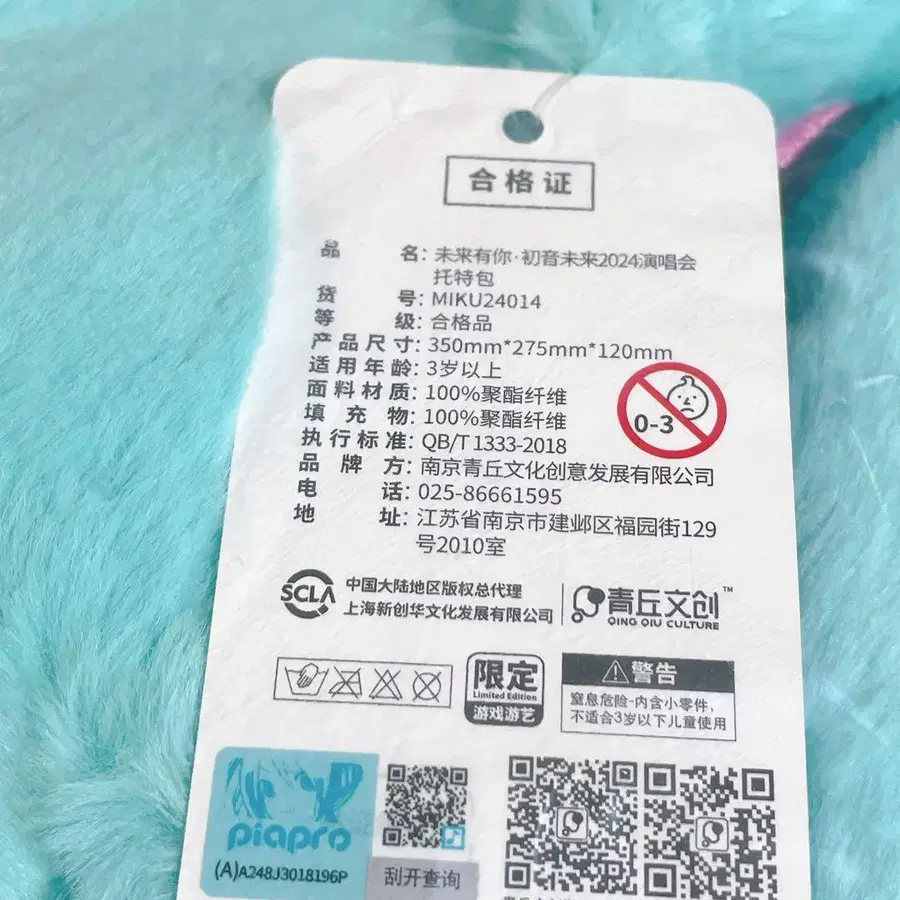 合格证
品 名: 未来有你·初音未来2024演唱会
托特包
货 号: MIKU24014
等 级: 合格品
产品尺寸: 350mm*275mm*120mm
适用年龄: 3岁以上
面料材质: 100%聚酯纤维
填 充 物: 100%聚酯纤维
0-3
执行标准: QB/T 1333-2018
品 牌 方: 南京青丘文化创意发展有限公司
电 话: 025-86661595
地 址: 江苏省南京市建邺区福园街129
号2010室
SCLA
中国大陆地区版权总代理
上海新创华文化发展有限公司
青丘文创™
QING QIU CULTURE
限定
Limited Edition
游戏游艺
警告
窒息危险-内含小零件,
不适合3岁以下儿童使用
piapro
(A)A248J3018196P
刮开查询